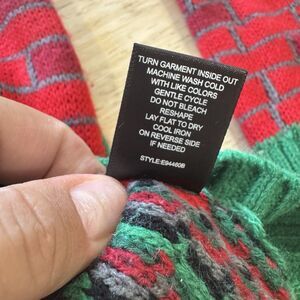 TURN GARMENT INSIDE OUT
MACHINE WASH COLD
WITH LIKE COLORS
GENTLE CYCLE
DO NOT BLEACH
RESHAPE
LAY FLAT TO DRY
COOL IRON
ON REVERSE SIDE
IF NEEDED
STYLE:E94460B